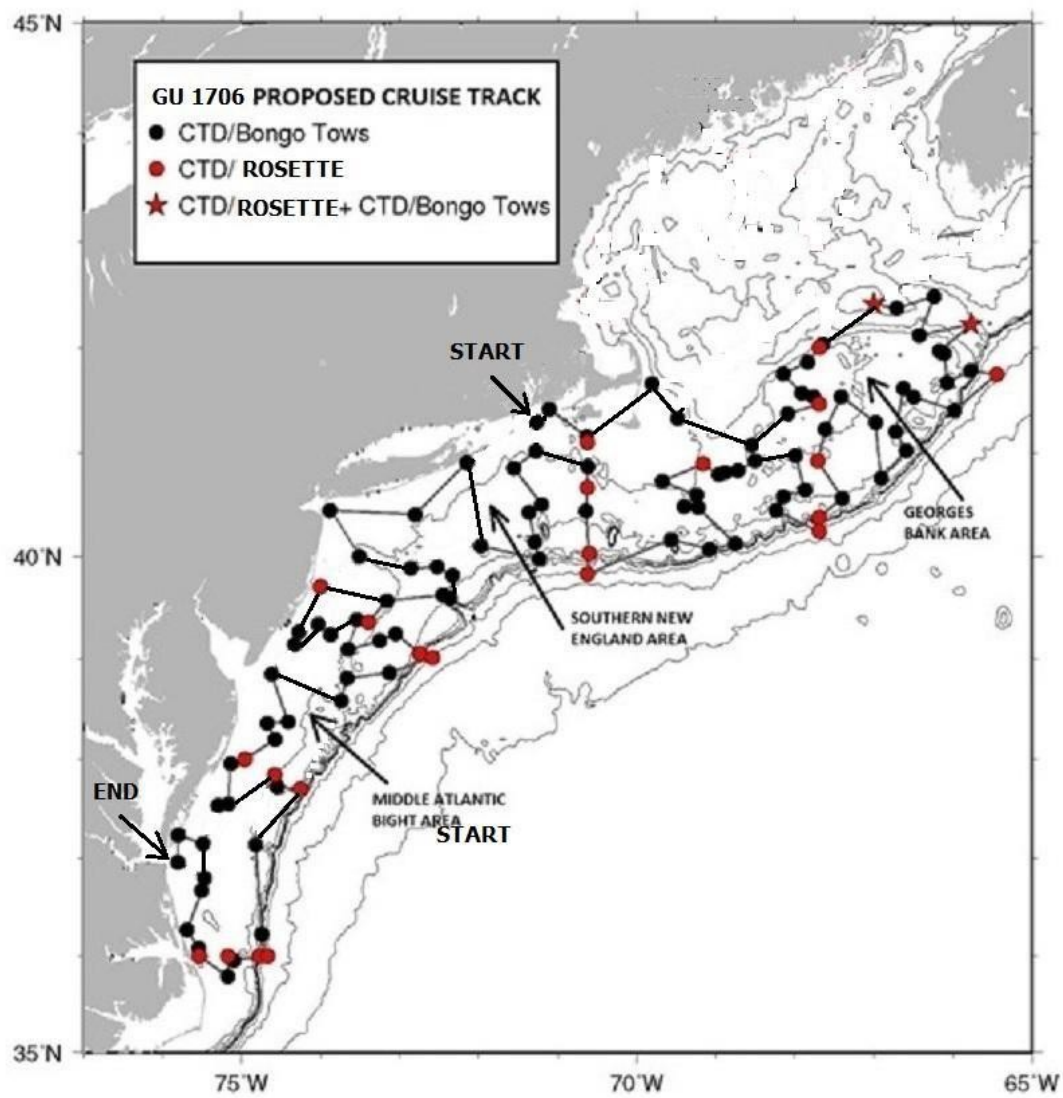 45°N
GU 1706 PROPOSED CRUISE TRACK
CTD/Bongo Tows
CTD/ ROSETTE
CTD/ROSETTE+ CTD/Bongo Tows
START
GEORGES
BANK AREA
40°N
SOUTHERN NEW
ENGLAND AREA
END
MIDDLE ATLANTIC
BIGHT AREA
START
35°N
75°W
70°W
65°W